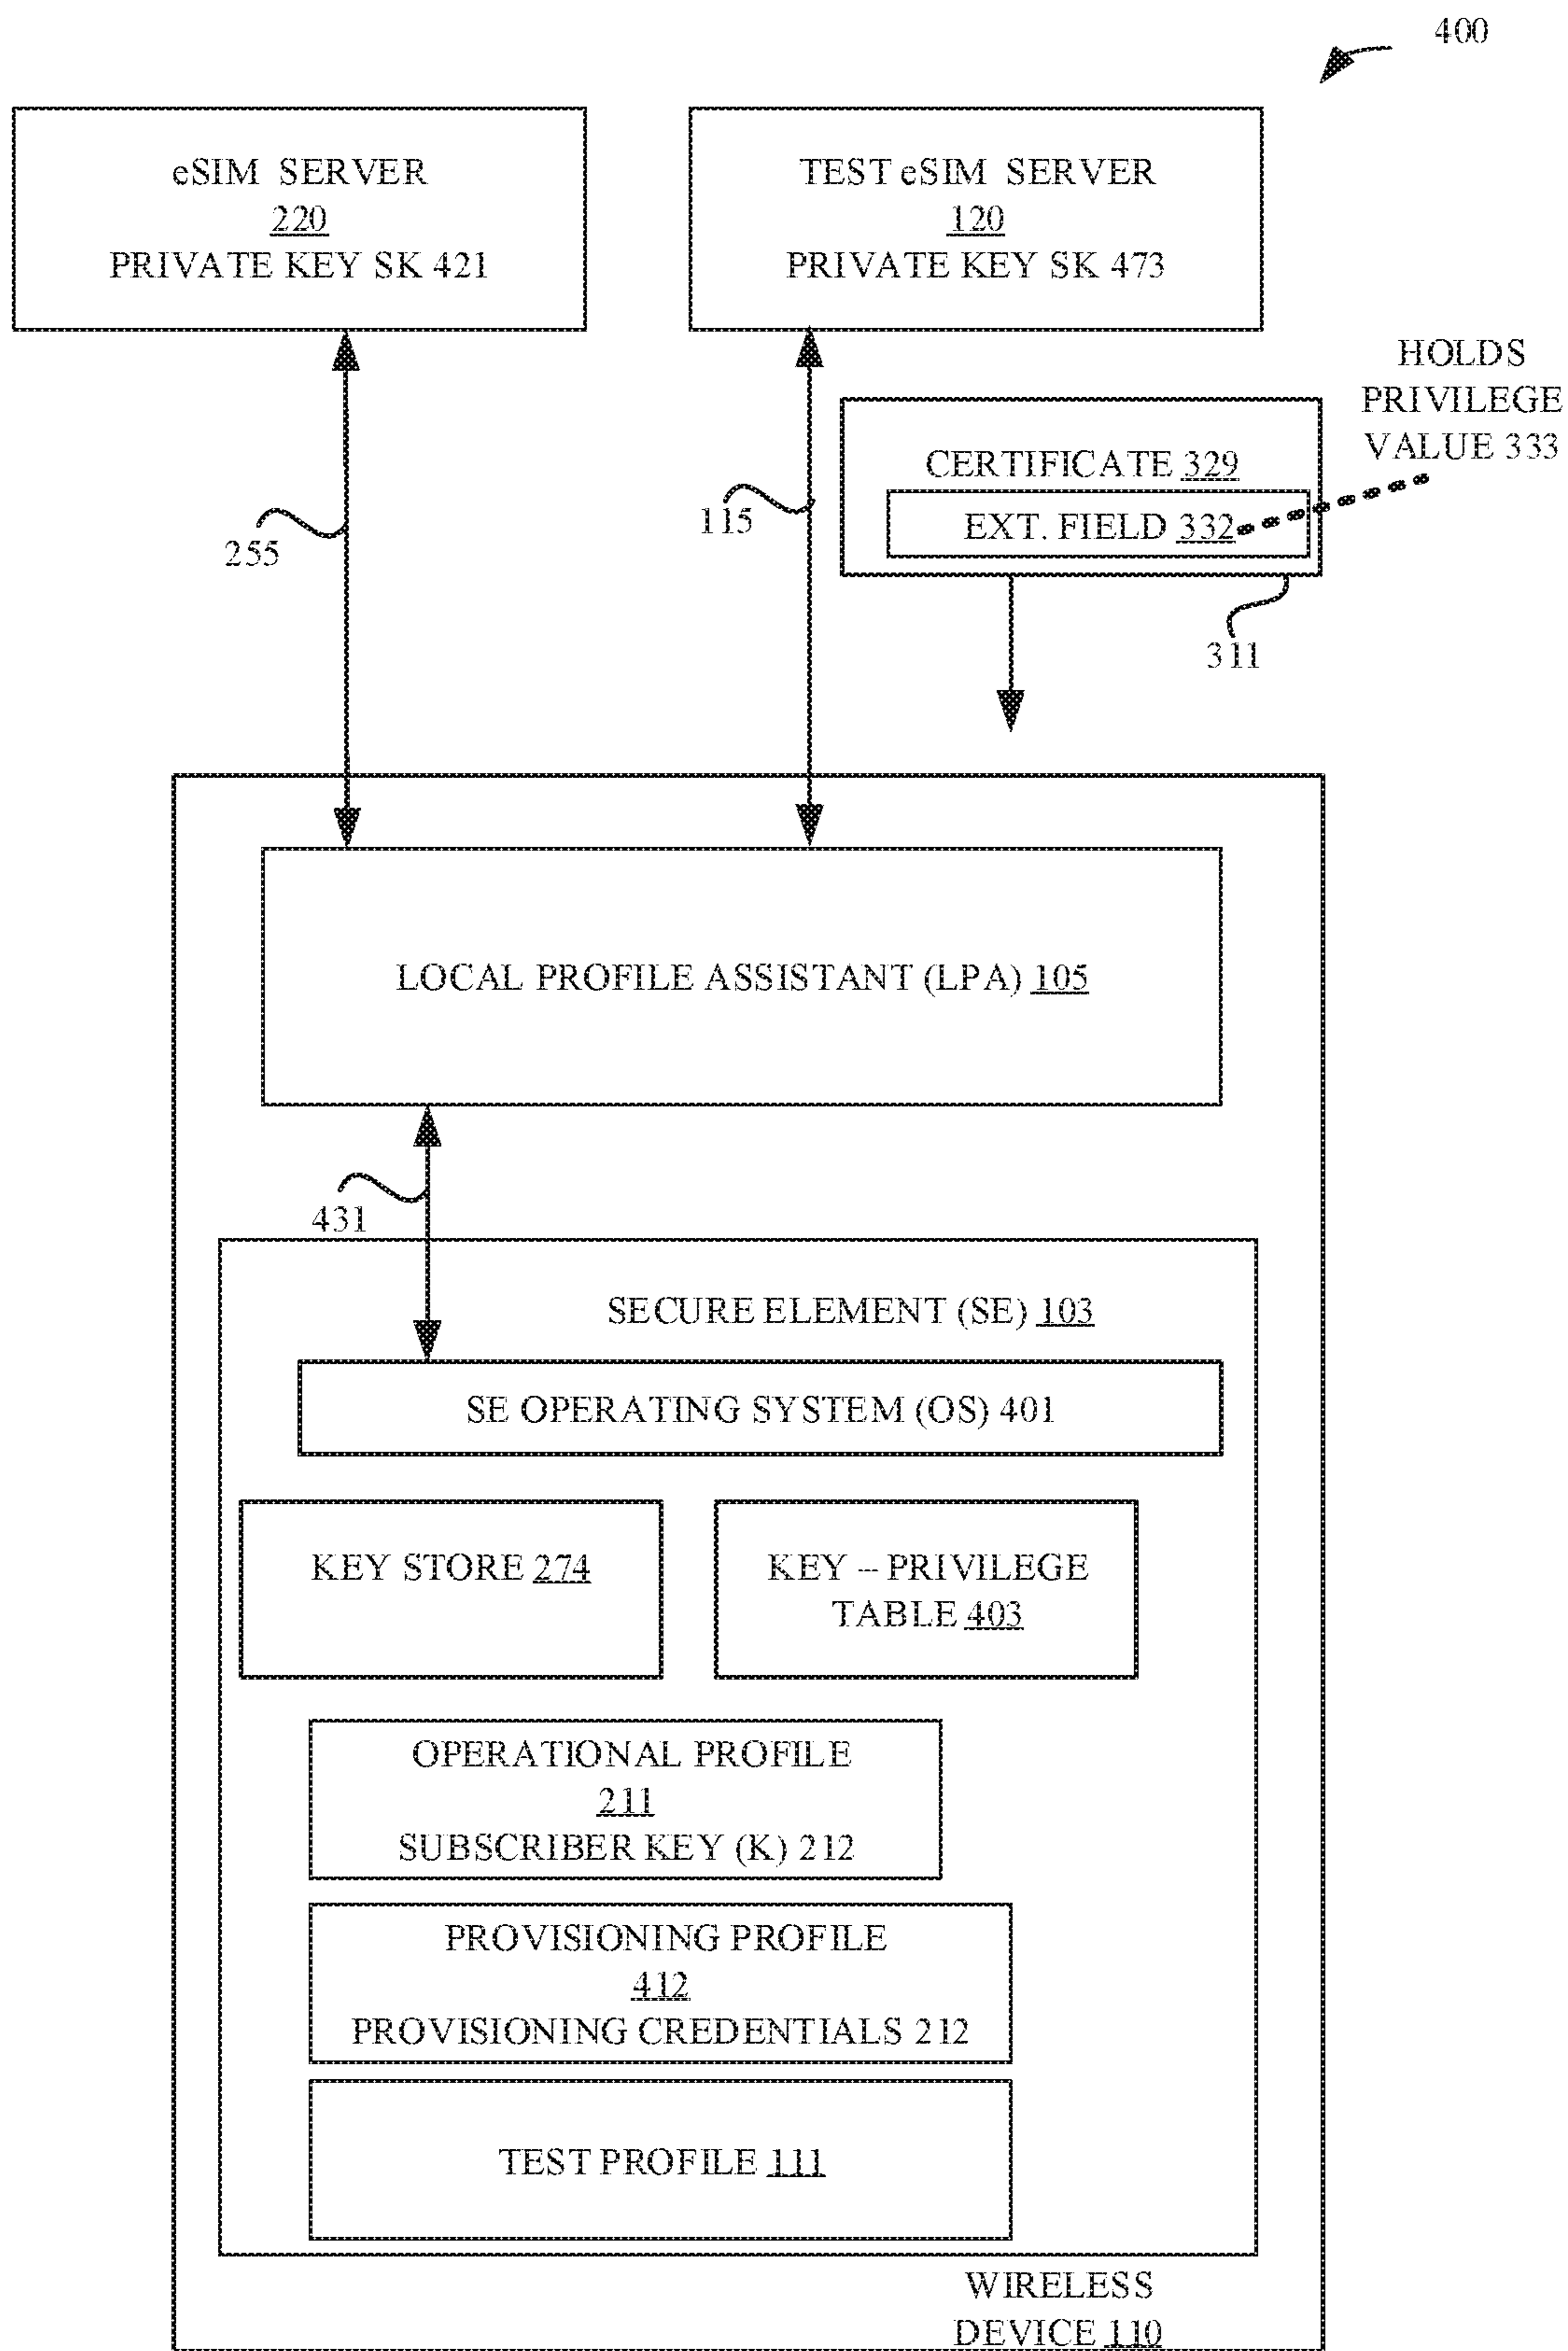 400
eSIM SERVER
220
PRIVATE KEY SK 421
TEST eSIM SERVER
120
PRIVATE KEY SK 473
HOLDS
PRIVILEGE
VALUE 333
CERTIFICATE 329
EXT. FIELD 332
255
115
311
LOCAL PROFILE ASSISTANT (LPA) 105
431
SECURE ELEMENT (SE) 103
SE OPERATING SYSTEM (OS) 401
KEY STORE 274
KEY -- PRIVILEGE
TABLE 403
OPERATIONAL PROFILE
211
SUBSCRIBER KEY (K) 212
PROVISIONING PROFILE
412
PROVISIONING CREDENTIALS 212
TEST PROFILE 111
WIRELESS
DEVICE 110